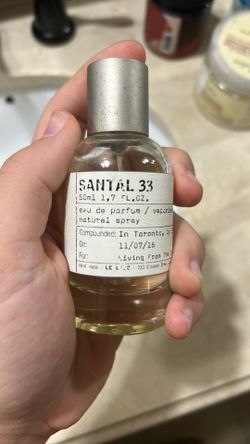 SANTAL 33
50ml 1,7 FL.OZ.
eau de parfum /
natural spray
Compounded: In Toronto,
On: 11/07/16
For: Living From The
LE L